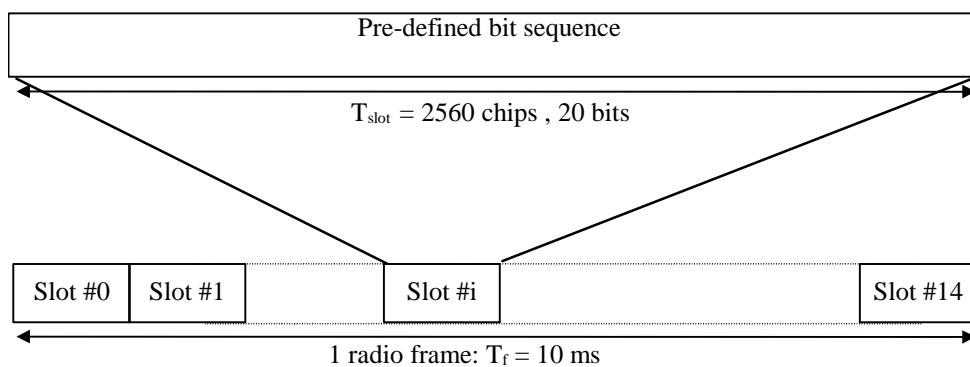 Pre-defined bit sequence
T_slot = 2560 chips , 20 bits
Slot #0 Slot #1 Slot #i Slot #14
1 radio frame: T_f = 10 ms